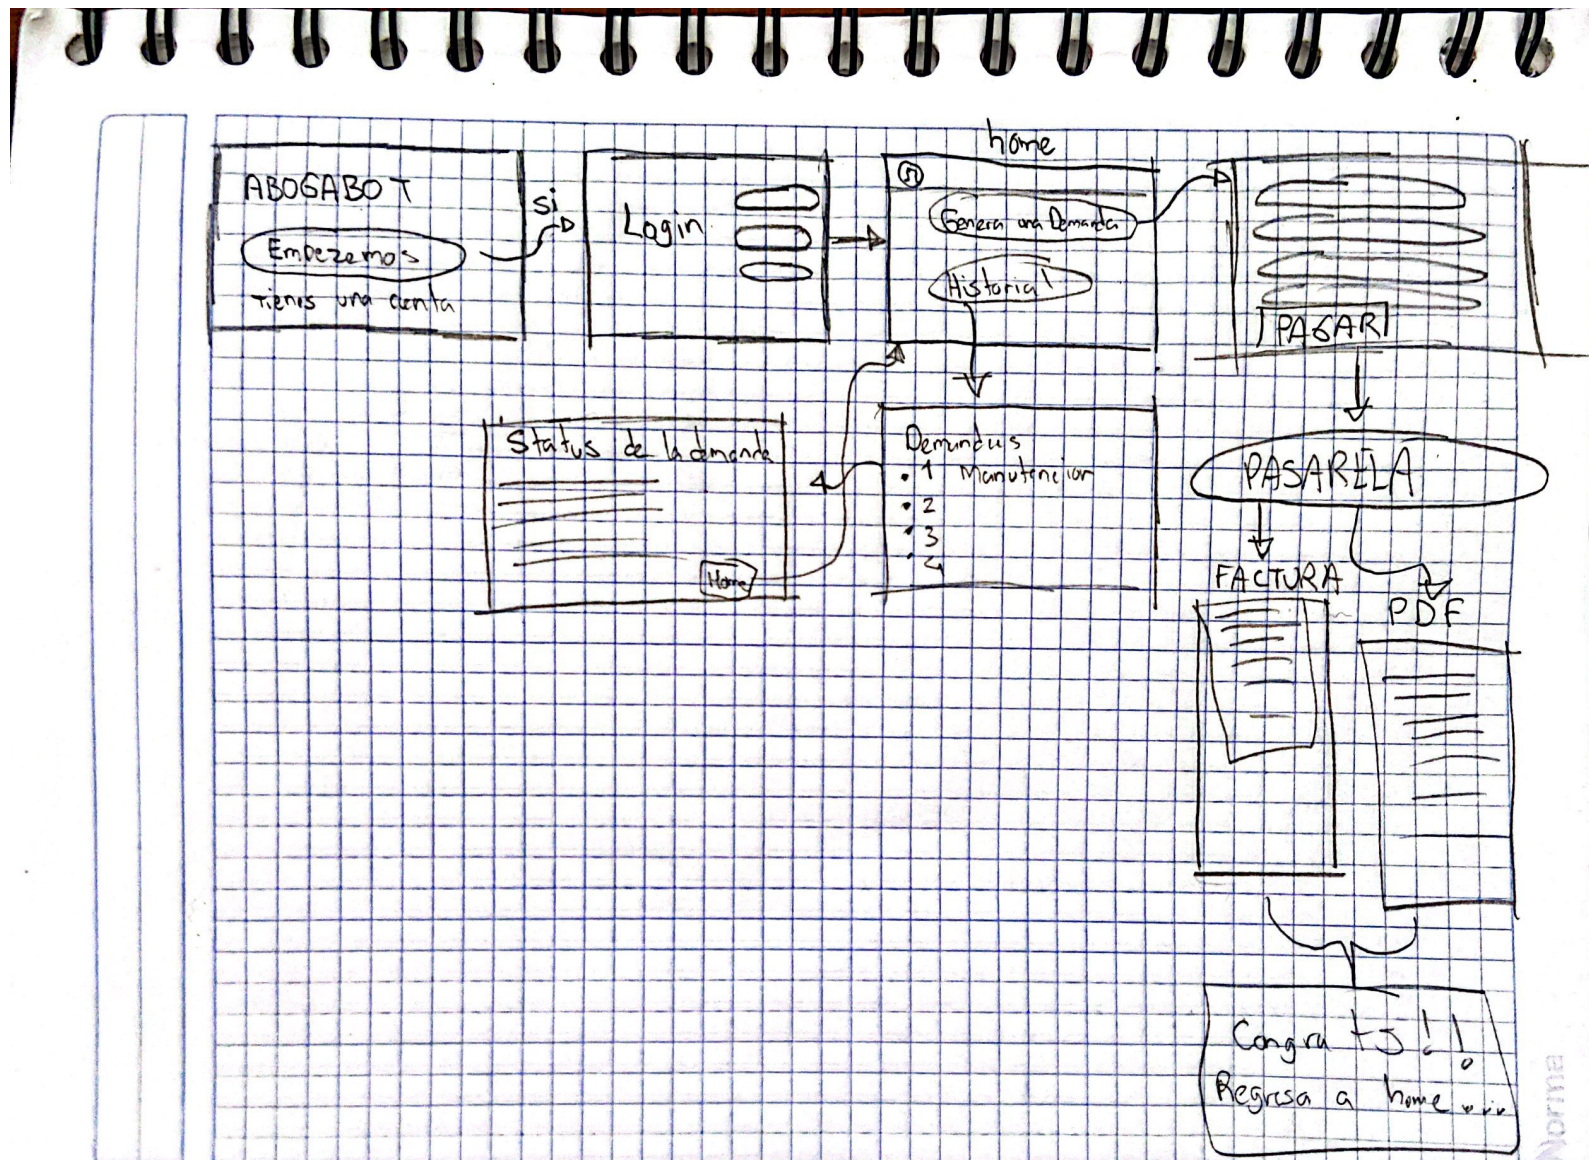 home
ABOGABOT
Empezemos
Tienes una cuenta
si
Login
Genera una Demanda
Historial
PAGAR
Status de la demanda
Home
Demandas
• 1 Manutencion
• 2
• 3
• 4
PASARELA
FACTURA
PDF
Congrats!!
Regresa a home...
Norma